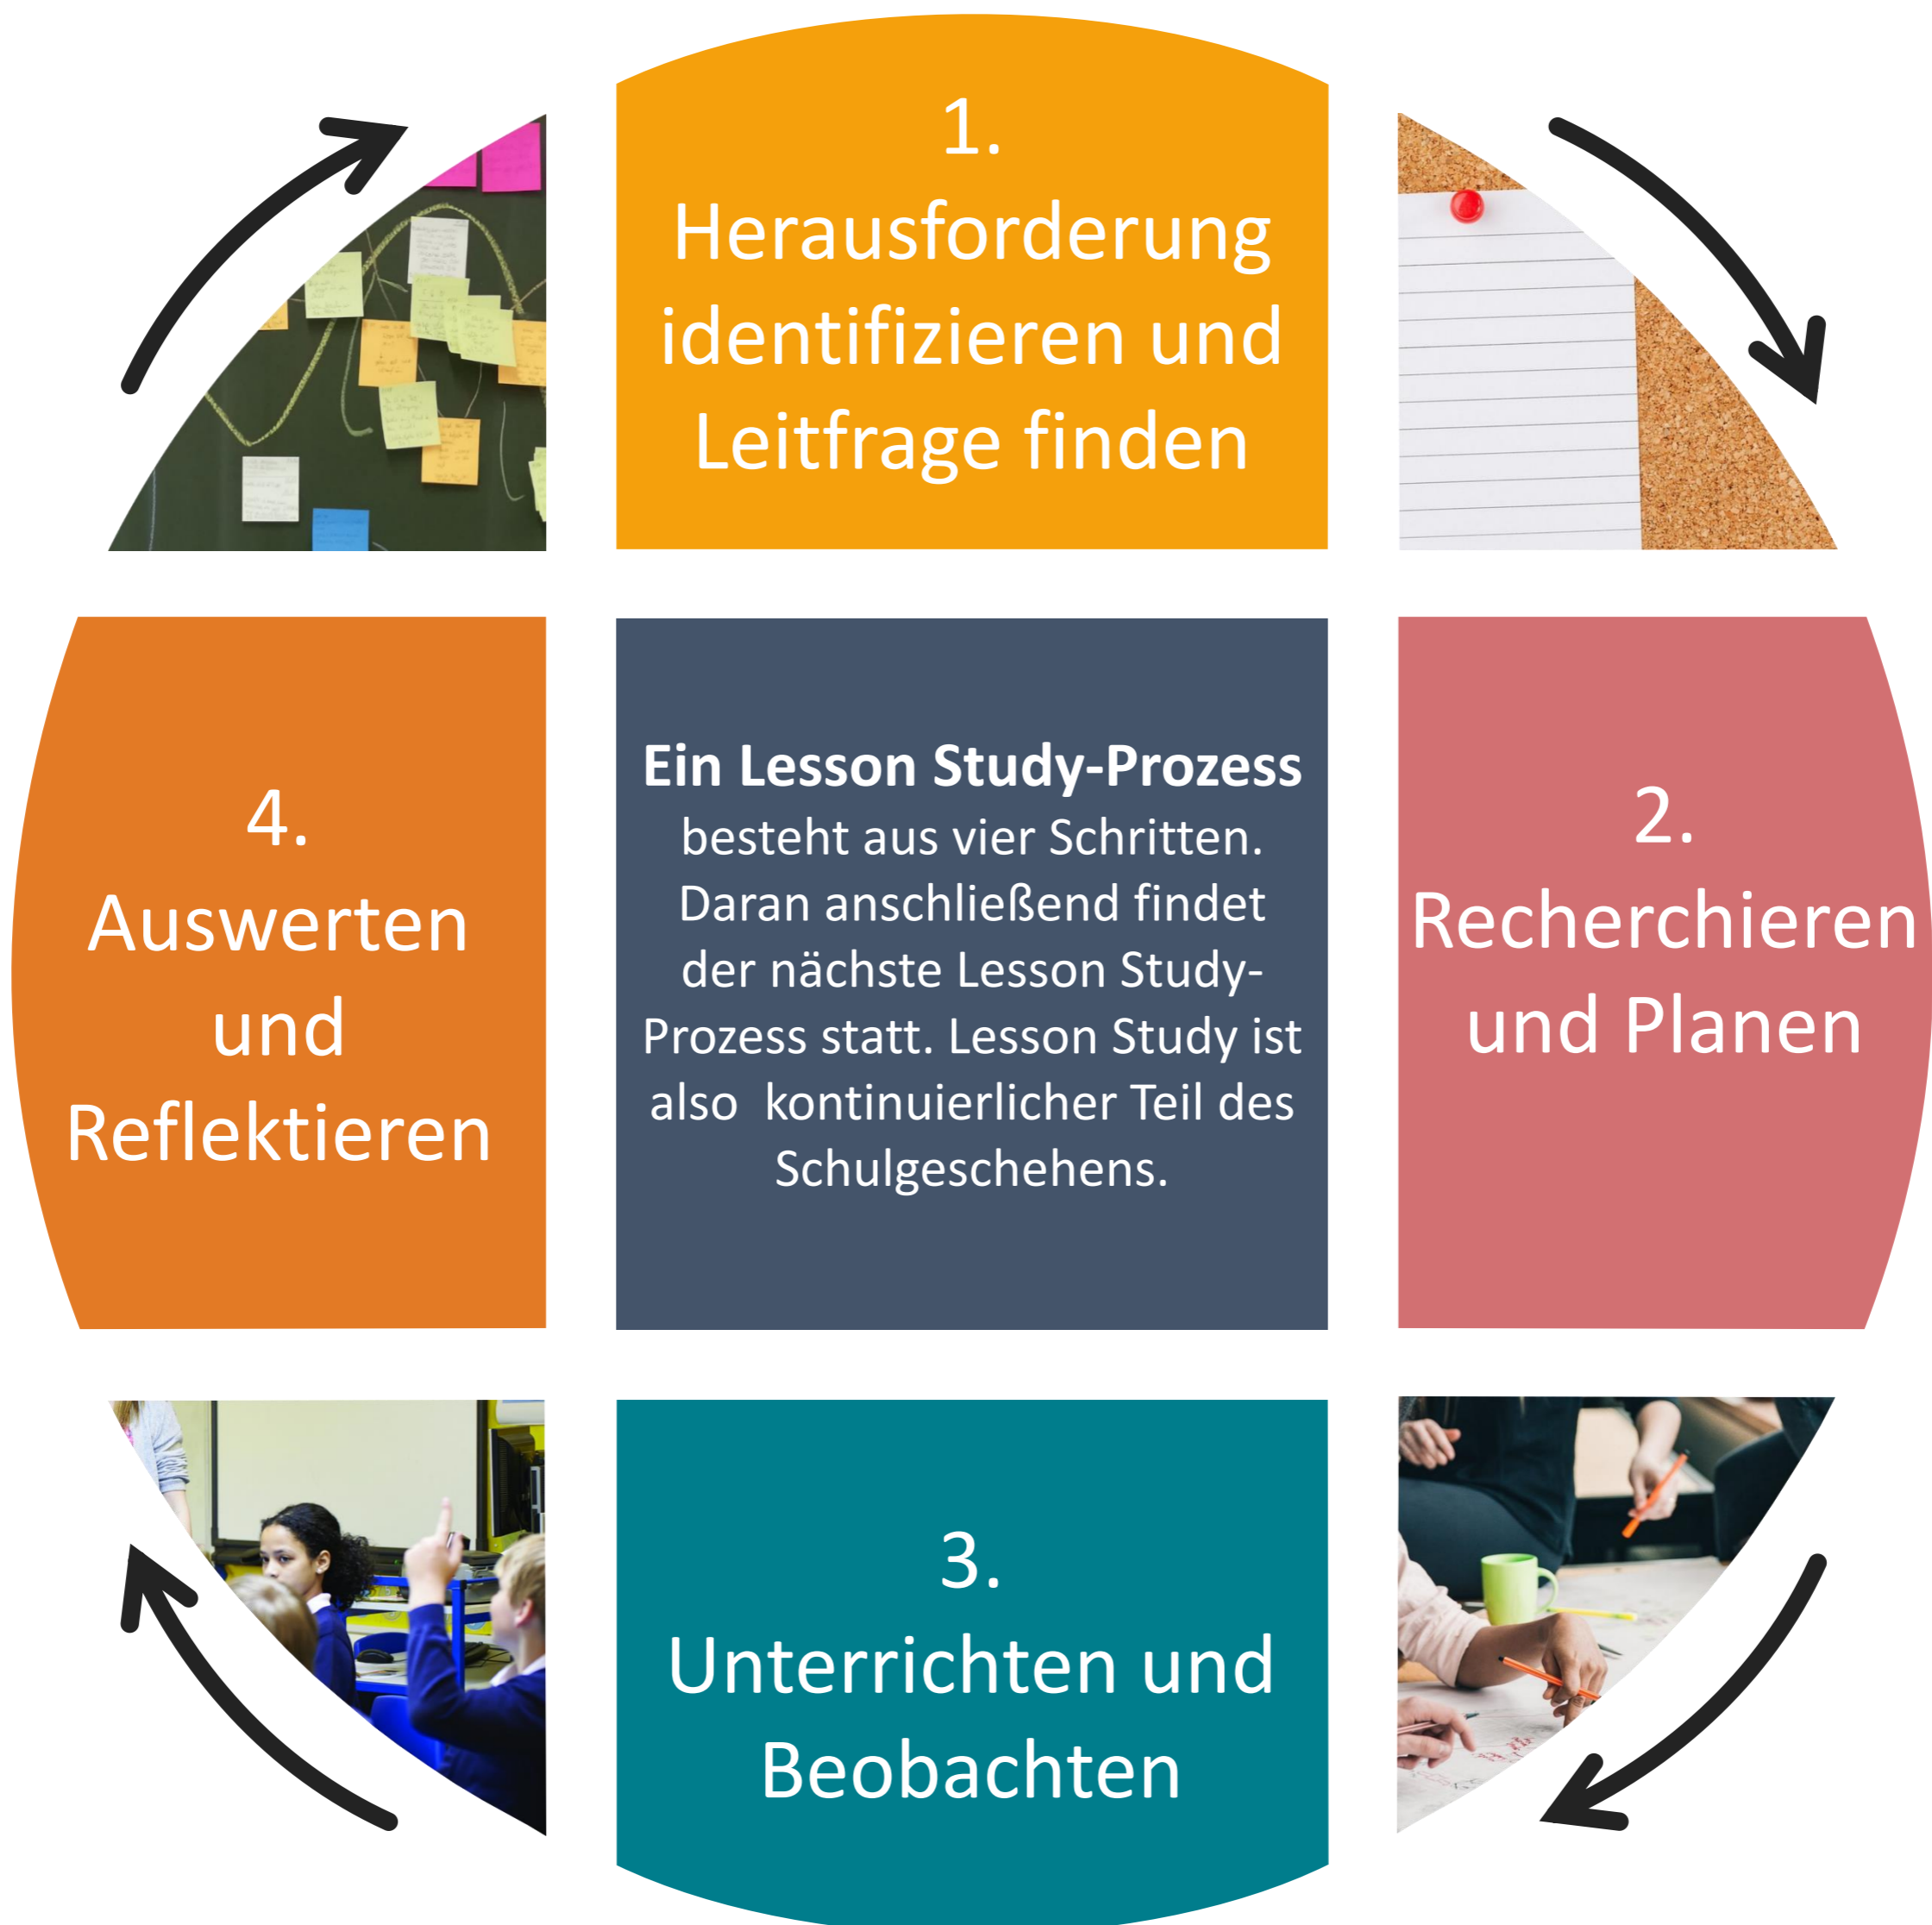 1.
Herausforderung
identifizieren und
Leitfrage finden
2.
Recherchieren
und Planen
3.
Unterrichten und
Beobachten
4.
Auswerten
und
Reflektieren
Ein Lesson Study-Prozess
besteht aus vier Schritten.
Daran anschließend findet
der nächste Lesson Study-
Prozess statt. Lesson Study ist
also  kontinuierlicher Teil des
Schulgeschehens.